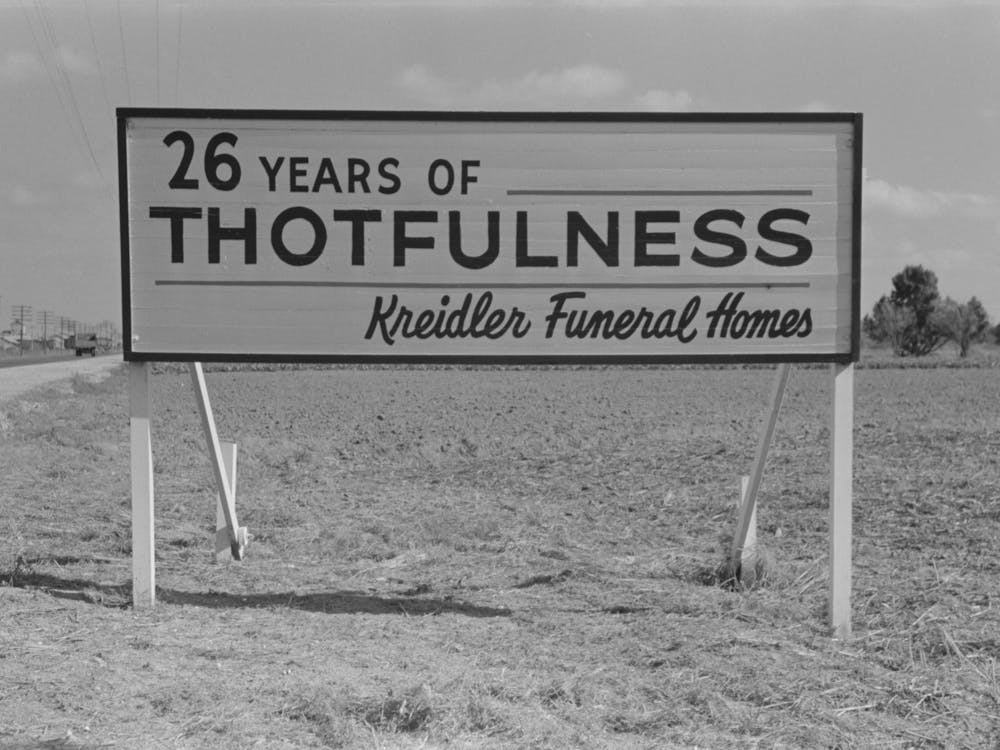 26 YEARS OF
THOTFULNESS
Kreidler Funeral Homes